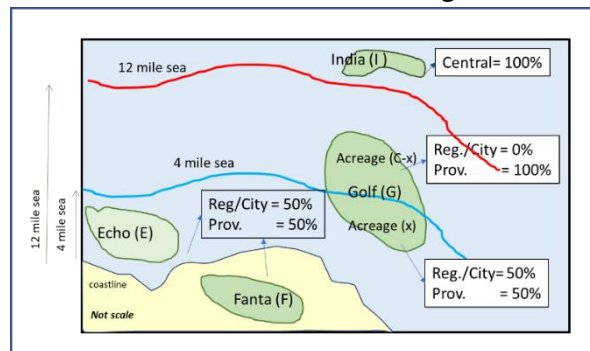 India (I)
Central= 100%
12 mile sea
Acreage (C-x)
Reg./City = 0%
Prov. = 100%
4 mile sea
Golf (G)
Reg/City = 50%
Prov. = 50%
Acreage (x)
Echo (E)
Reg/City= 50%
Prov. = 50%
12 mile sea
4 mile sea
coastline
Fanta (F)
Not scale